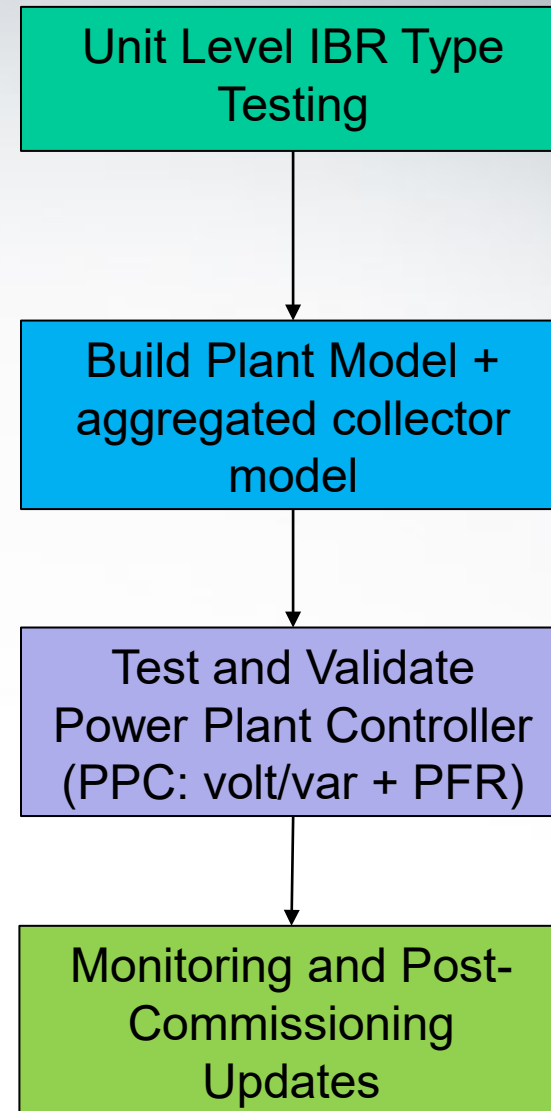 Unit Level IBR Type
Testing
Build Plant Model +
aggregated collector
model
Test and Validate
Power Plant Controller
(PPC: volt/var + PFR)
Monitoring and Post-
Commissioning
Updates